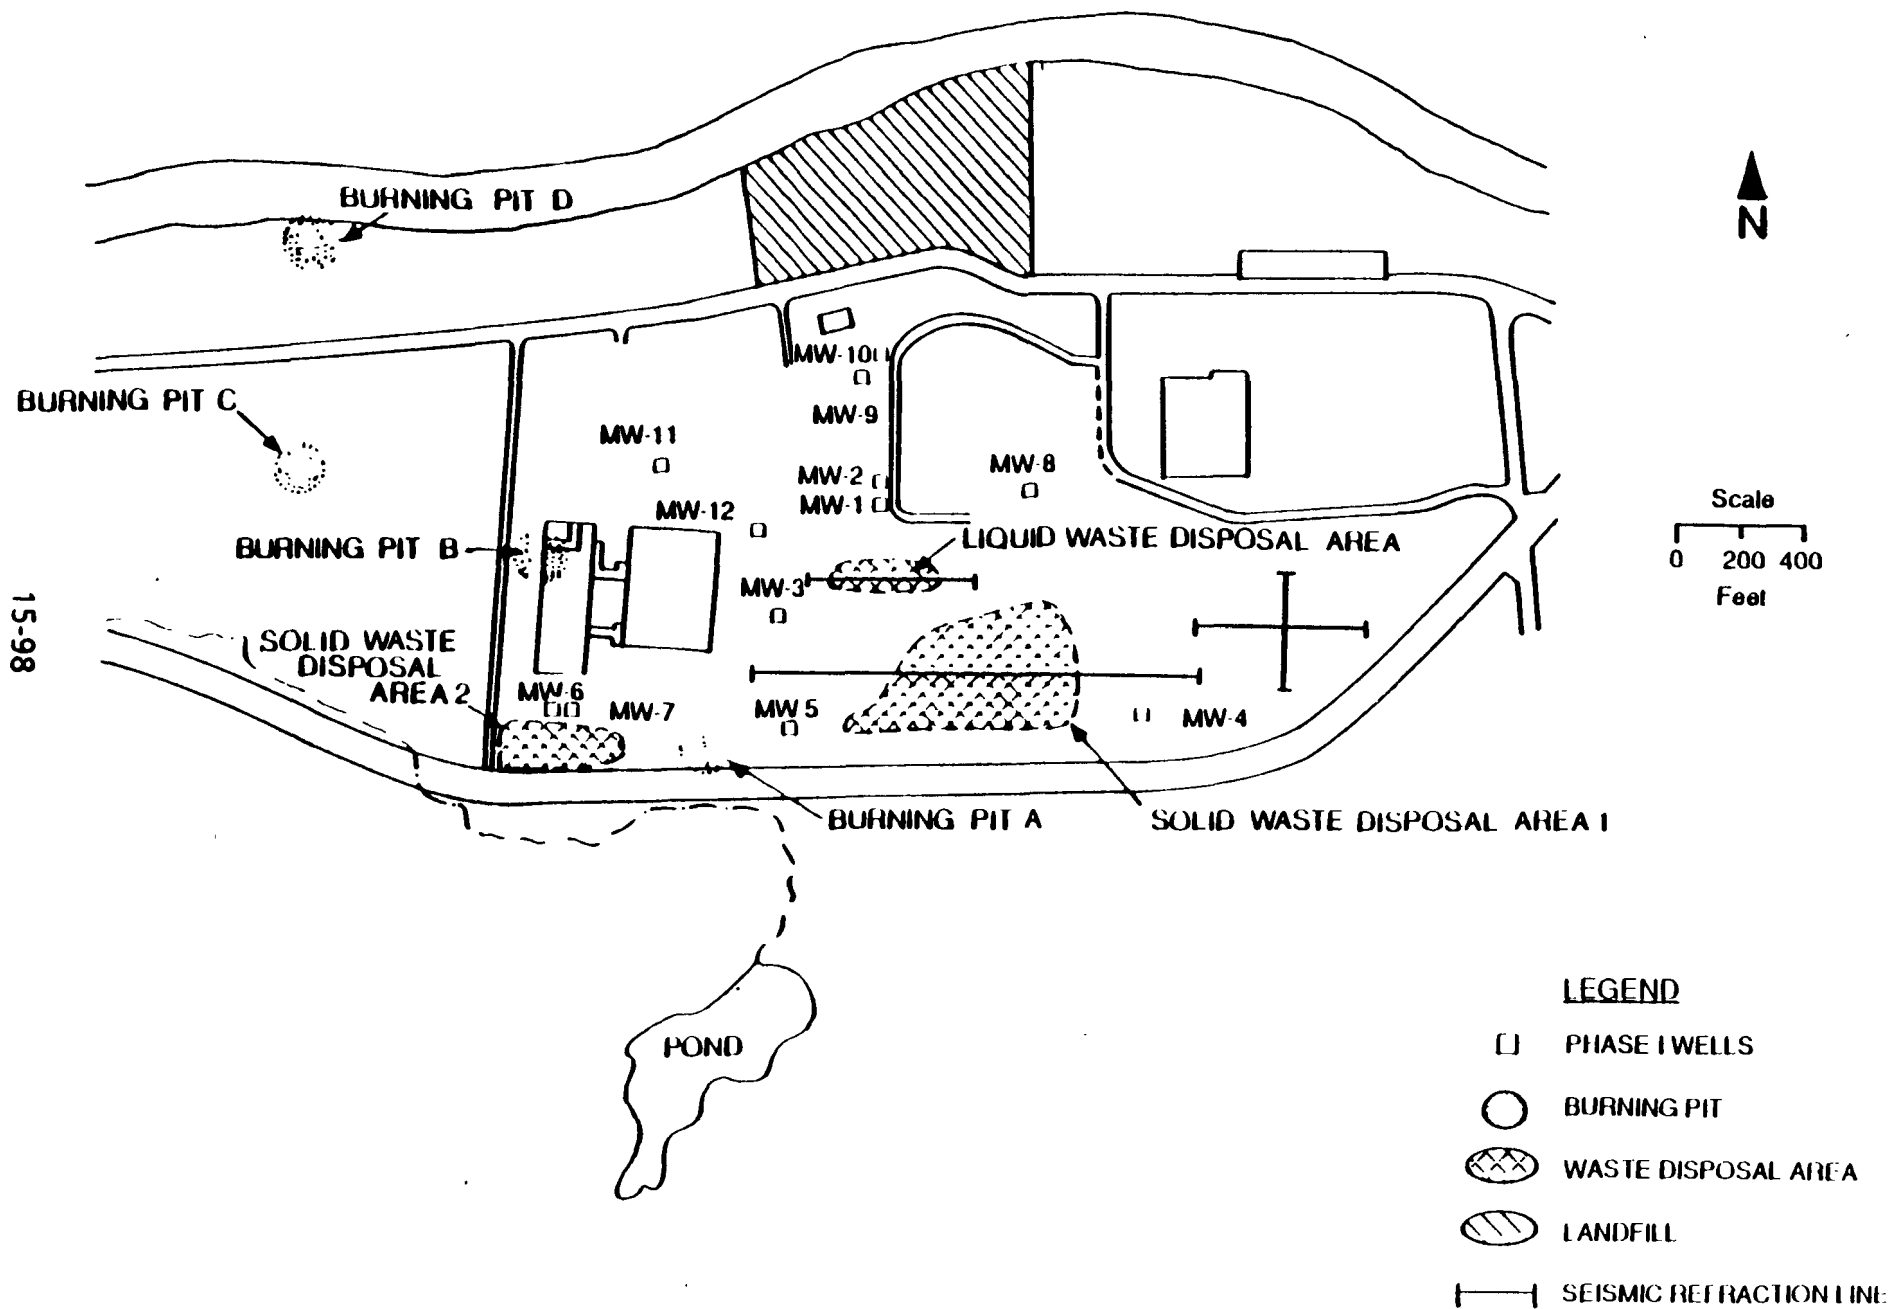 BURNING PIT D
N
MW-10
BURNING PIT C
MW-9
MW-11
MW-8
MW-2
MW-1
MW-12
Scale
0 200 400
Feet
BURNING PIT B
LIQUID WASTE DISPOSAL AREA
MW-3
15-98
SOLID WASTE
DISPOSAL
AREA 2
MW-6
MW-7
MW 5
MW-4
BURNING PIT A
SOLID WASTE DISPOSAL AREA 1
POND
LEGEND
PHASE I WELLS
BURNING PIT
WASTE DISPOSAL AREA
LANDFILL
SEISMIC REFRACTION LINE